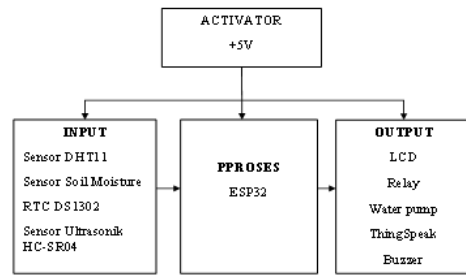 ACTIVATOR
+5V
INPUT
Sensor DHT11
Sensor Soil Moisture
RTC DS1302
Sensor Ultrasonik
HC-SR04
PPROSES
ESP32
OUTPUT
LCD
Relay
Water pump
ThingSpeak
Buzzer